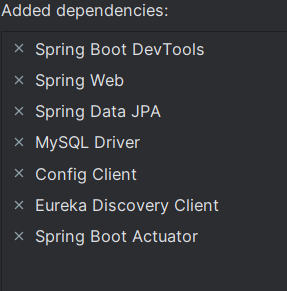 Added dependencies:
Spring Boot DevTools
Spring Web
Spring Data JPA
MySQL Driver
Config Client
Eureka Discovery Client
Spring Boot Actuator